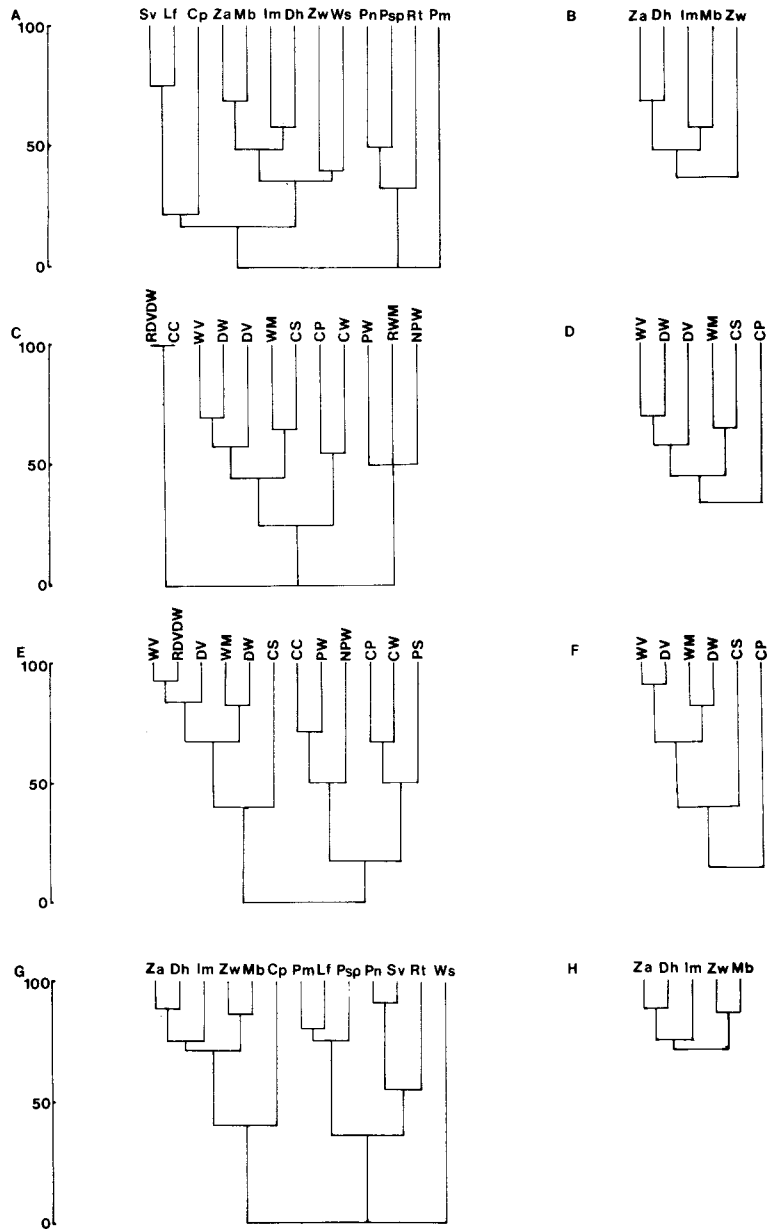 A Sv Lf Cp Za Mb Im Dh Zw Ws Pn Psp Rt Pm
100
50
0
B Za Dh Im Mb Zw
C RDVDW CC WV DW DV WM CS CP CW PW RWM NPW
100
50
0
D WV DW DV WM CS CP
E WV RDVDW DV WM DW CS CC PW NPW CP CW PS
100
50
0
F WV DV WM DW CS CP
G Za Dh Im Zw Mb Cp Pm Lf Psp Pn Sv Rt Ws
100
50
0
H Za Dh Im Zw Mb